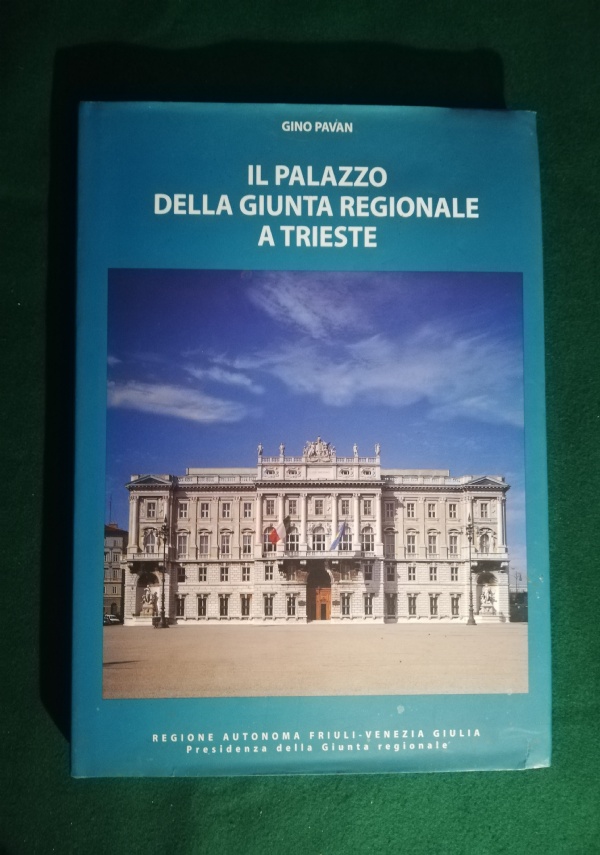 GINO PAVAN
IL PALAZZO
DELLA GIUNTA REGIONALE
A TRIESTE
REGIONE AUTONOMA FRIULI-VENEZIA GIULIA
Presidenza della Giunta regionale